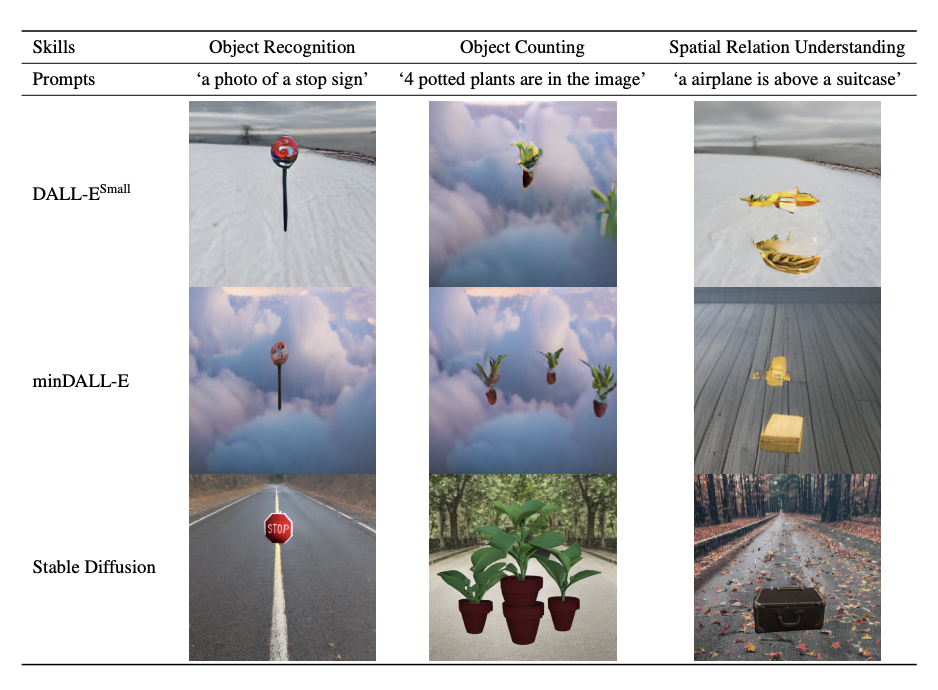 Skills Object Recognition Object Counting Spatial Relation Understanding
Prompts ‘a photo of a stop sign’ ‘4 potted plants are in the image’ ‘a airplane is above a suitcase’
DALL-E^Small
minDALL-E
STOP
Stable Diffusion